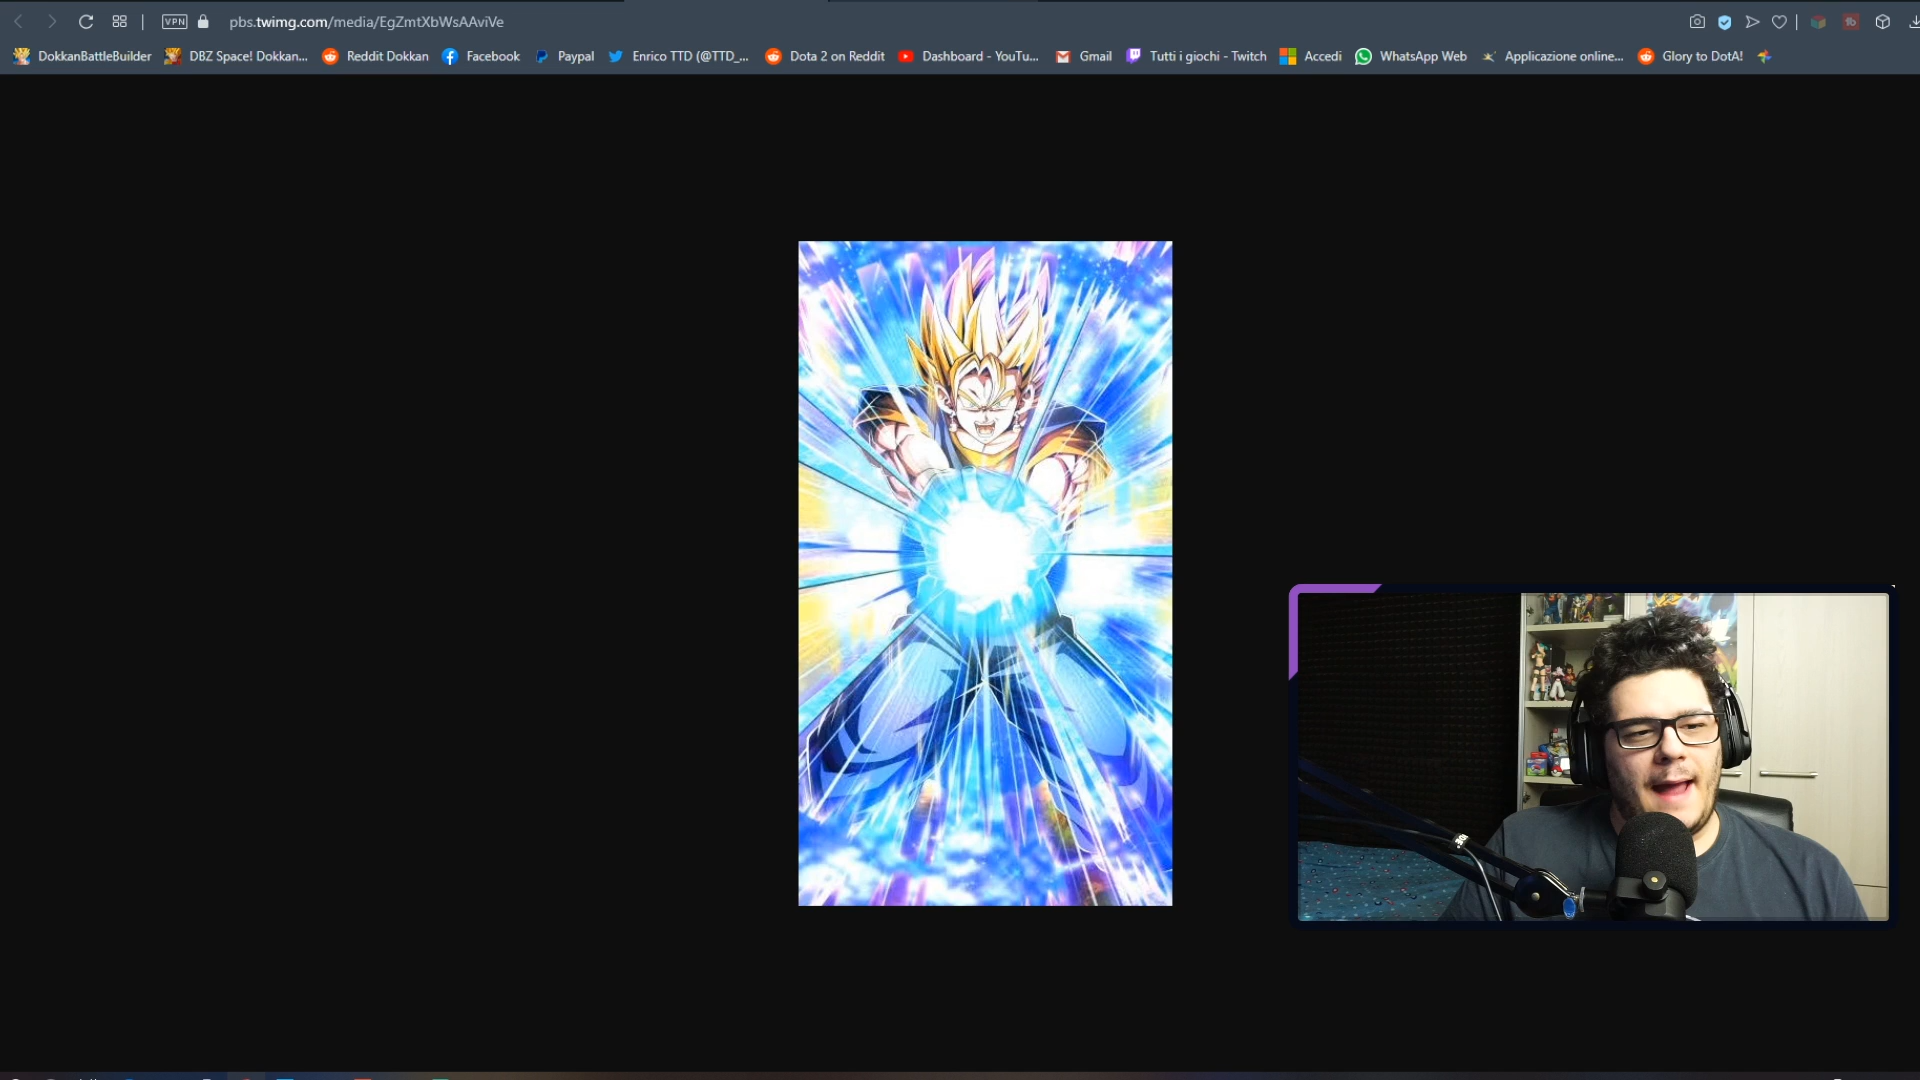 VPN pbs.twimg.com/media/EgZmtXbWsAAviVe
DokkanBattleBuilder DBZ Space! Dokkan... Reddit Dokkan Facebook Paypal Enrico TTD (@TTD_... Dota 2 on Reddit Dashboard - YouTu... Gmail Tutti i giochi - Twitch Accedi WhatsApp Web Applicazione online... Glory to DotA!